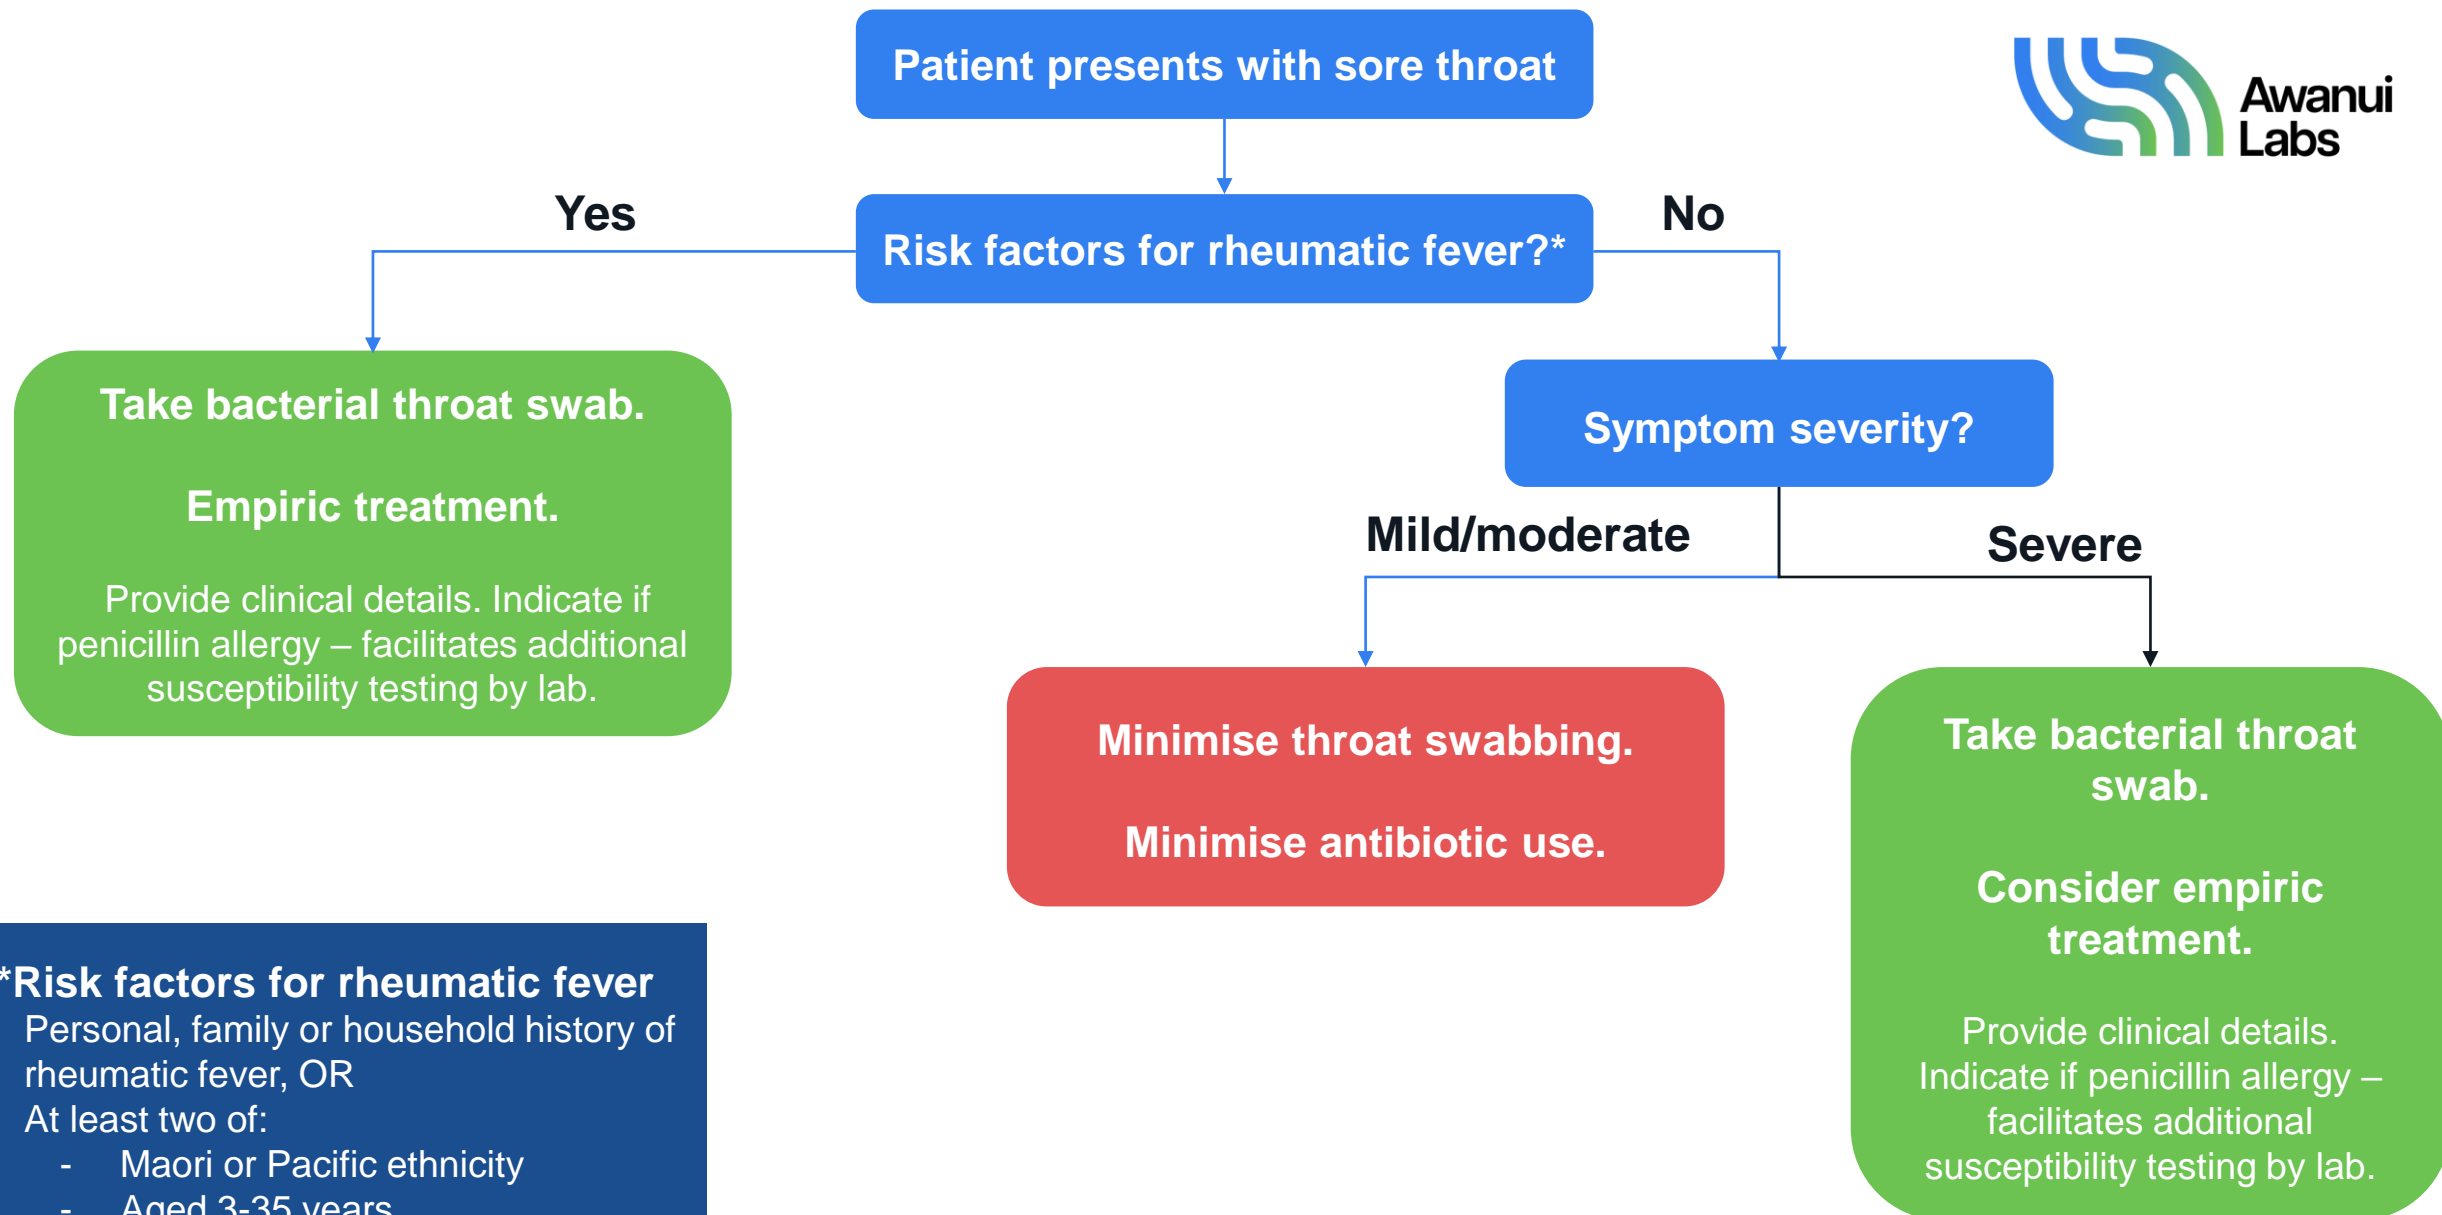 Patient presents with sore throat
Awanui
Labs
Yes
No
Risk factors for rheumatic fever?*
Take bacterial throat swab.
Empiric treatment.
Provide clinical details. Indicate if
penicillin allergy – facilitates additional
susceptibility testing by lab.
Symptom severity?
Mild/moderate
Severe
Minimise throat swabbing.
Minimise antibiotic use.
Take bacterial throat
swab.
Consider empiric
treatment.
Provide clinical details.
Indicate if penicillin allergy –
facilitates additional
susceptibility testing by lab.
*Risk factors for rheumatic fever
Personal, family or household history of
rheumatic fever, OR
At least two of:
- Maori or Pacific ethnicity
- Aged 3-35 years